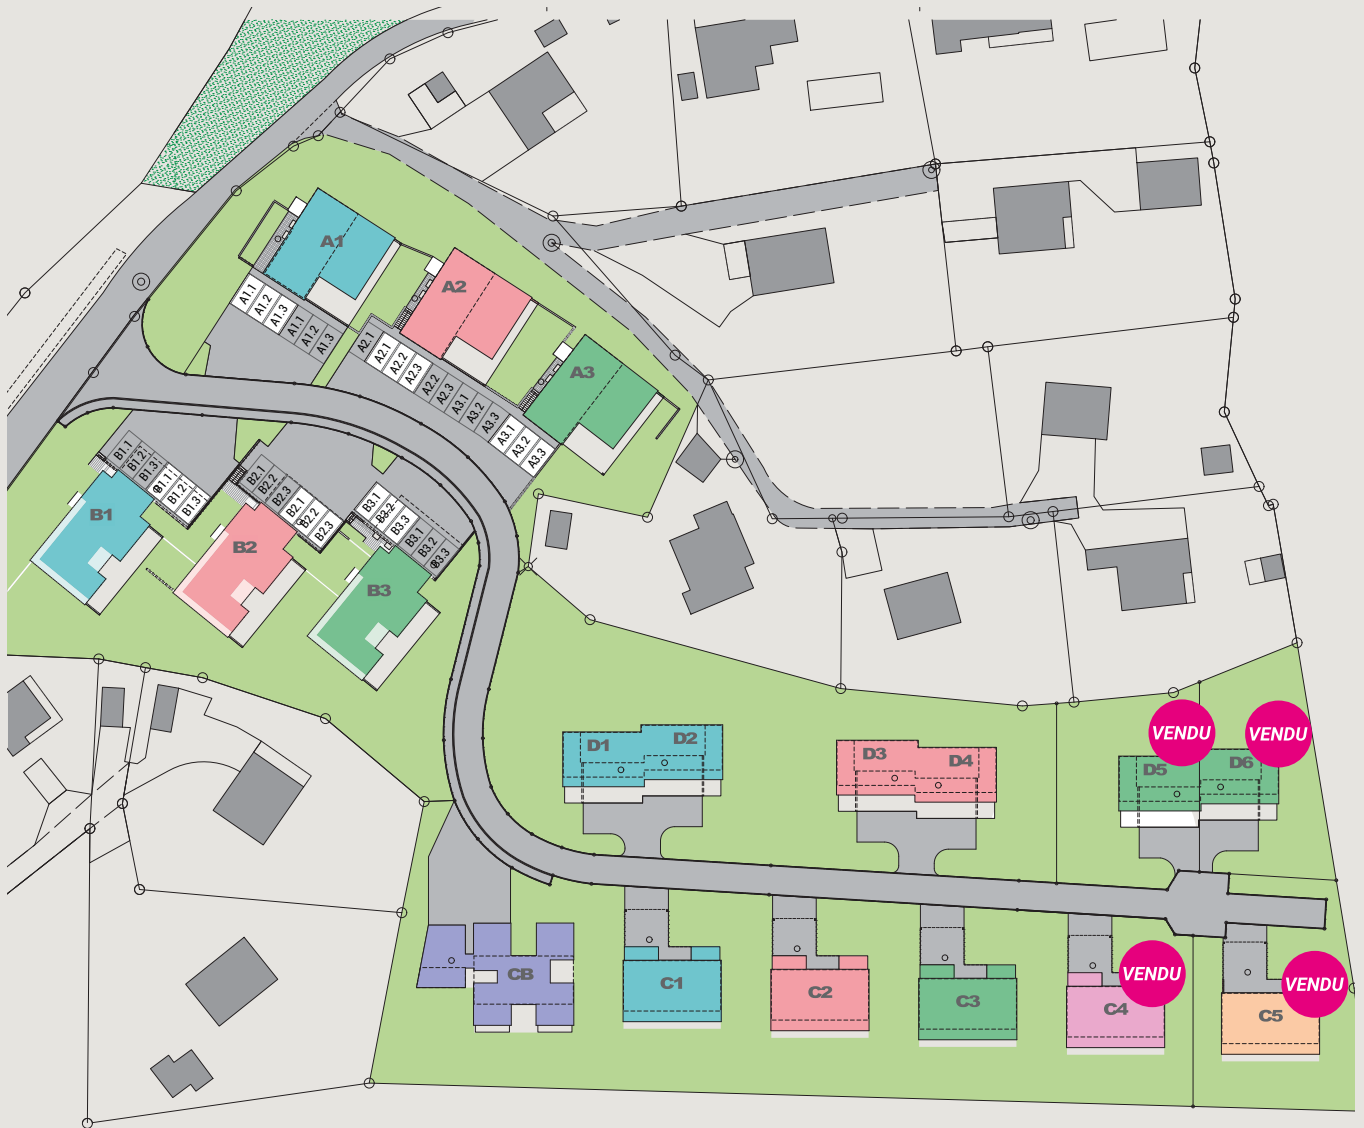 A1
A2
A3
A1.1
A1.2
A1.3
A1.1
A1.2
A1.3
A2.1
A2.1
A2.2
A2.3
A2.2
A2.3
A3.1
A3.2
A3.3
A3.1
A3.2
A3.3
B1.1
B1.2
B1.3
B1.1
B1.2
B1.3
B2.1
B2.2
B2.3
B2.1
B2.2
B2.3
B3.1
B3.2
B3.3
B3.1
B3.2
B3.3
B1
B2
B3
VENDU
VENDU
D1
D2
D3
D4
D5
D6
VENDU
VENDU
CB
C1
C2
C3
C4
C5